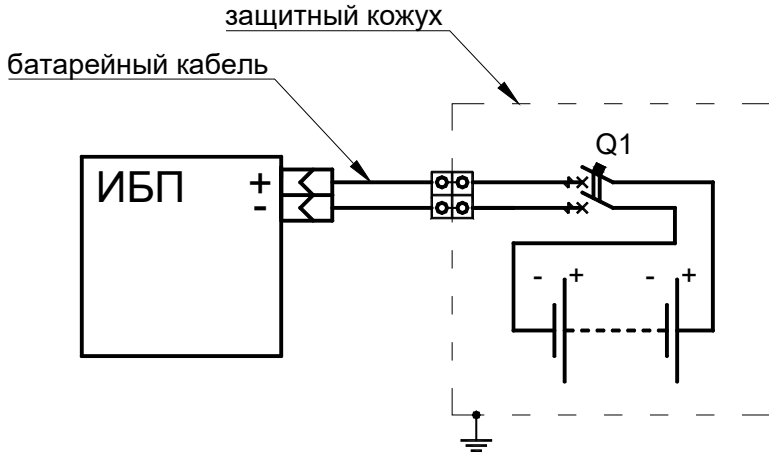 защитный кожух
батарейный кабель
Q1
ИБП +
-
- + - +